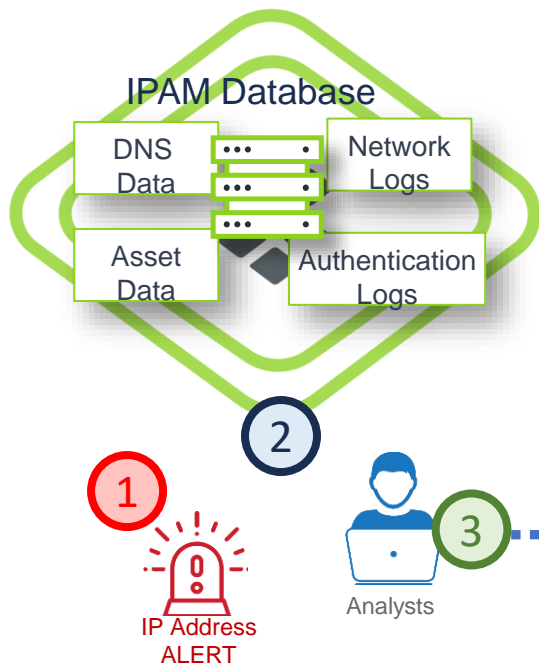 IPAM Database
DNS
Data
Network
Logs
Asset
Data
Authentication
Logs
2
1
3
IP Address
ALERT
Analysts